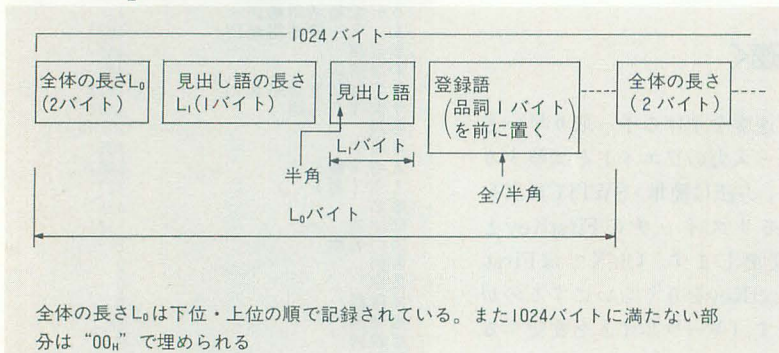 1024バイト
全体の長さL₀
(2バイト)
見出し語の長さ
L₁(1バイト)
見出し語
登録語
(品詞1バイト
を前に置く)
全体の長さ
(2バイト)
L₁バイト
半角
全/半角
L₀バイト
全体の長さL₀は下位・上位の順で記録されている。また1024バイトに満たない部
分は“00H”で埋められる